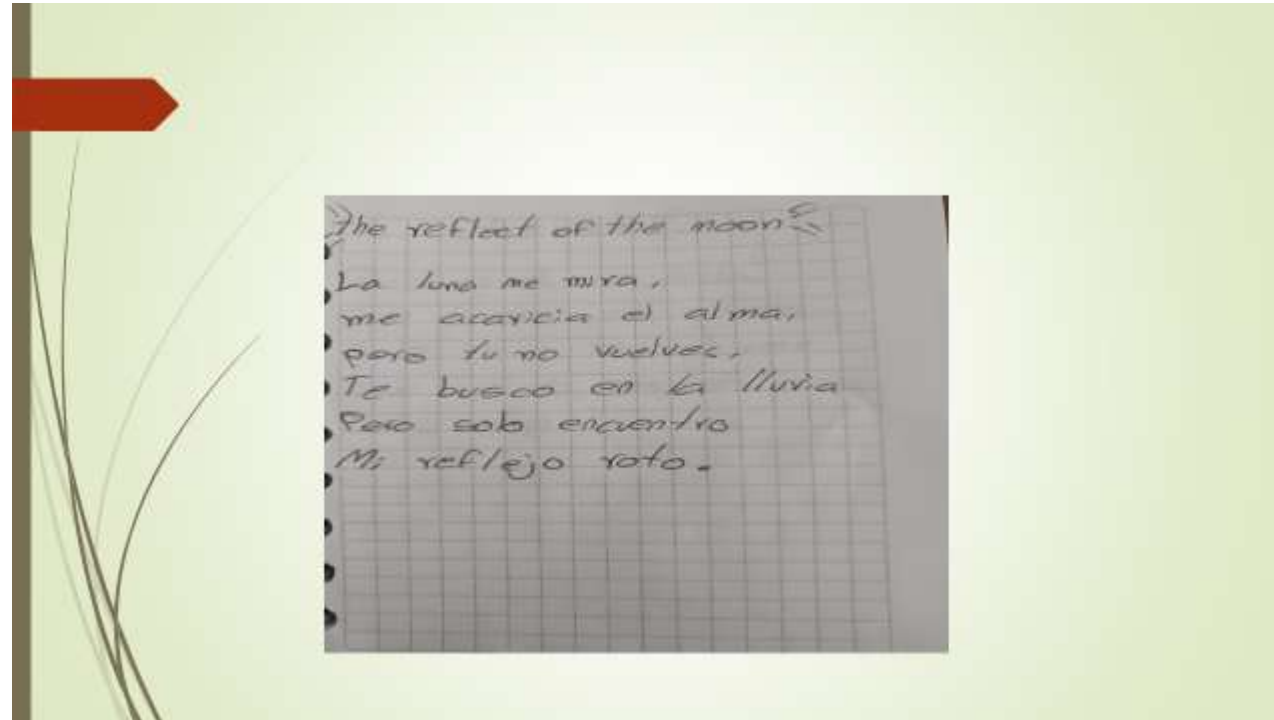 The reflect of the moon
La luna me mira,
me acaricia el alma,
pero tu no vuelves,
Te busco en la lluvia
Pero solo encuentro
Mi reflejo roto.